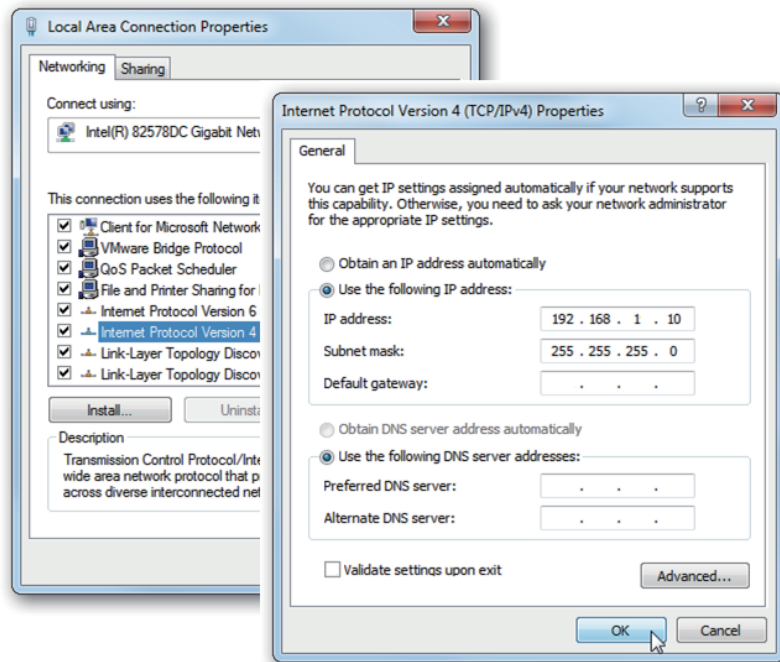 Local Area Connection Properties
Networking
Sharing
Connect using:
Intel(R) 82578DC Gigabit Netw
This connection uses the following it
Client for Microsoft Network
VMware Bridge Protocol
QoS Packet Scheduler
File and Printer Sharing for
Internet Protocol Version 6
Internet Protocol Version 4
Link-Layer Topology Discov
Link-Layer Topology Discov
Install...
Uninsta
Description
Transmission Control Protocol/Inte
wide area network protocol that p
across diverse interconnected net
Internet Protocol Version 4 (TCP/IPv4) Properties
General
You can get IP settings assigned automatically if your network supports
this capability. Otherwise, you need to ask your network administrator
for the appropriate IP settings.
Obtain an IP address automatically
Use the following IP address:
IP address:
192 . 168 . 1 . 10
Subnet mask:
255 . 255 . 255 . 0
Default gateway:
. . .
Obtain DNS server address automatically
Use the following DNS server addresses:
Preferred DNS server:
. . .
Alternate DNS server:
. . .
Validate settings upon exit
Advanced...
OK
Cancel